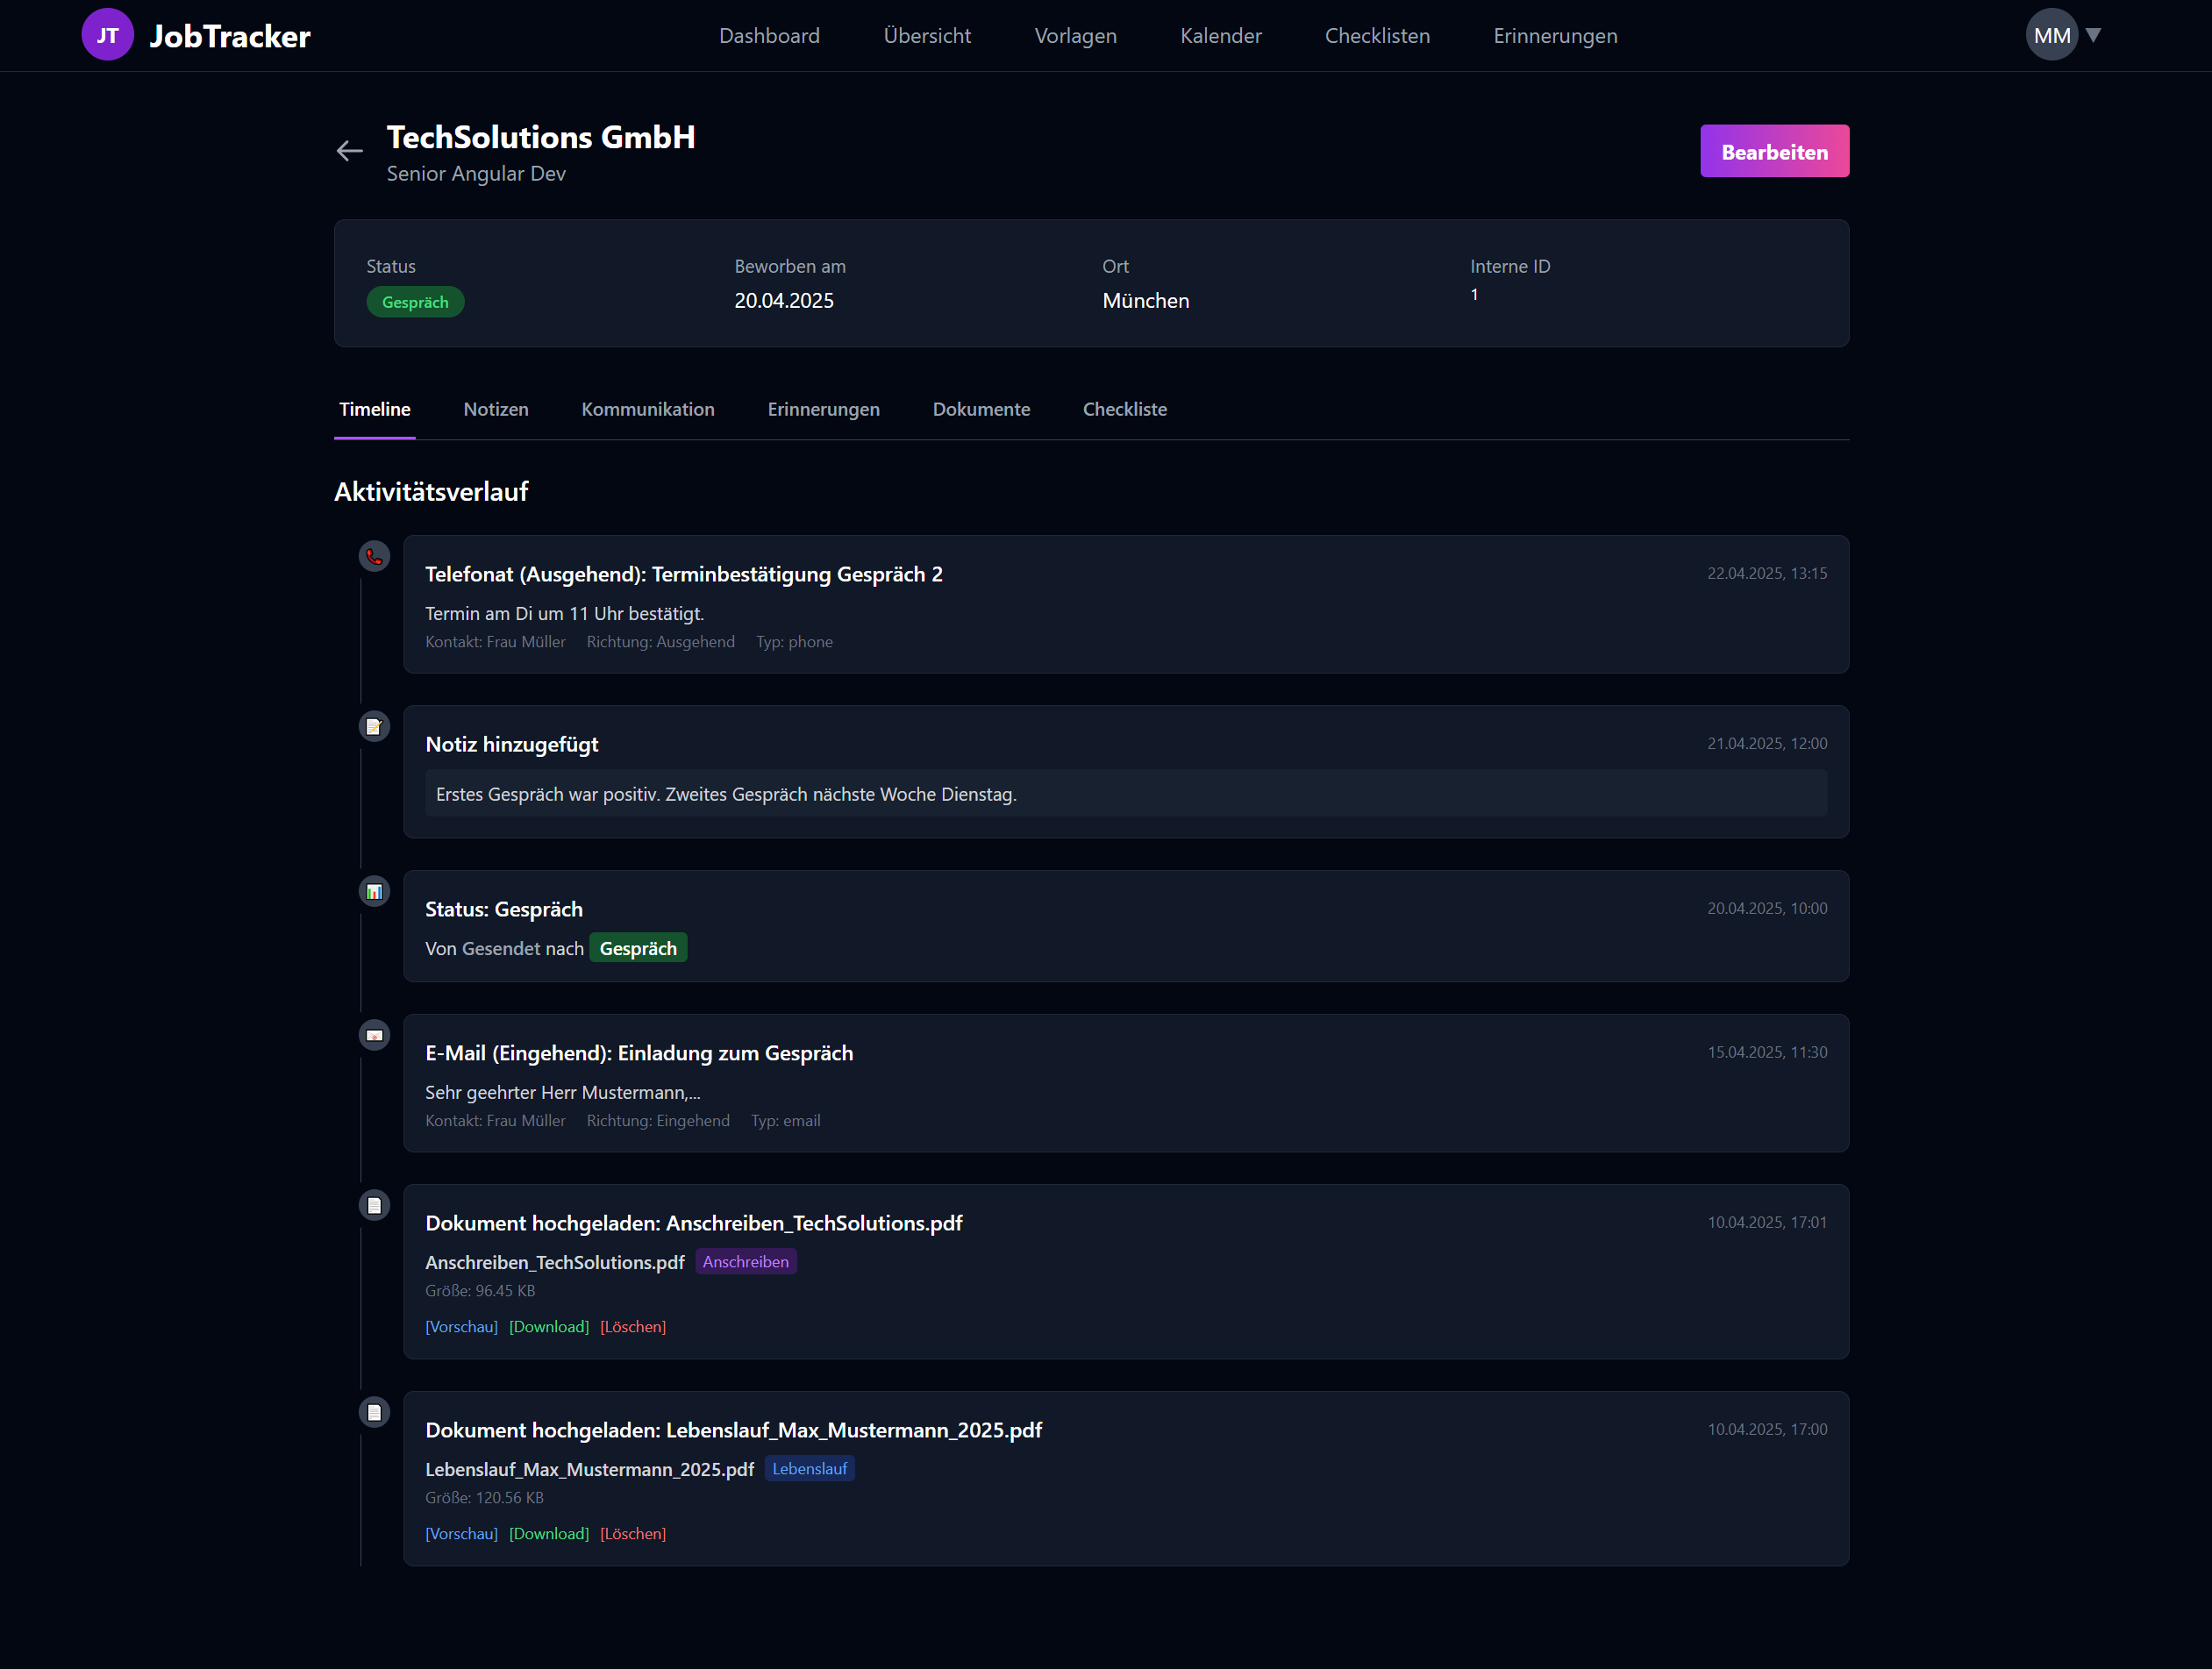 JT JobTracker Dashboard Übersicht Vorlagen Kalender Checklisten Erinnerungen MM ▼
TechSolutions GmbH
Senior Angular Dev
Bearbeiten
Status Beworben am Ort Interne ID
Gespräch 20.04.2025 München 1
Timeline Notizen Kommunikation Erinnerungen Dokumente Checkliste
Aktivitätsverlauf
Telefonat (Ausgehend): Terminbestätigung Gespräch 2 22.04.2025, 13:15
Termin am Di um 11 Uhr bestätigt.
Kontakt: Frau Müller Richtung: Ausgehend Typ: phone
Notiz hinzugefügt 21.04.2025, 12:00
Erstes Gespräch war positiv. Zweites Gespräch nächste Woche Dienstag.
Status: Gespräch 20.04.2025, 10:00
Von Gesendet nach Gespräch
E-Mail (Eingehend): Einladung zum Gespräch 15.04.2025, 11:30
Sehr geehrter Herr Mustermann,...
Kontakt: Frau Müller Richtung: Eingehend Typ: email
Dokument hochgeladen: Anschreiben_TechSolutions.pdf 10.04.2025, 17:01
Anschreiben_TechSolutions.pdf Anschreiben
Größe: 96.45 KB
[Vorschau] [Download] [Löschen]
Dokument hochgeladen: Lebenslauf_Max_Mustermann_2025.pdf 10.04.2025, 17:00
Lebenslauf_Max_Mustermann_2025.pdf Lebenslauf
Größe: 120.56 KB
[Vorschau] [Download] [Löschen]